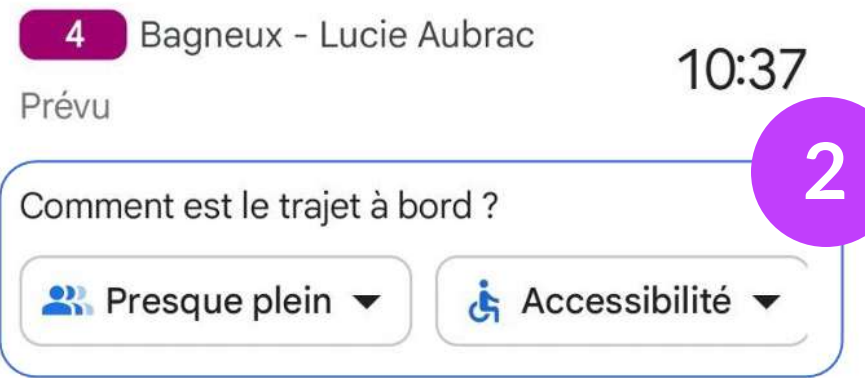 4 Bagneux - Lucie Aubrac
10:37
Prévu
2
Comment est le trajet à bord ?
Presque plein Accessibilité